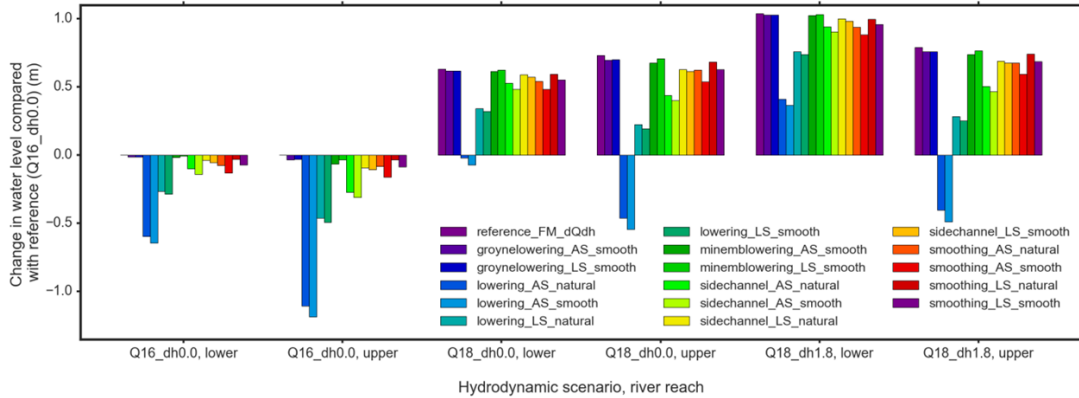 Change in water level compared
with reference (Q16_dh0.0) (m)
1.0
0.5
0.0
−0.5
−1.0
reference_FM_dQdh
groynelowering_AS_smooth
groynelowering_LS_smooth
lowering_AS_natural
lowering_AS_smooth
lowering_LS_natural
lowering_LS_smooth
minemblowering_AS_smooth
minemblowering_LS_smooth
sidechannel_AS_natural
sidechannel_AS_smooth
sidechannel_LS_natural
sidechannel_LS_smooth
smoothing_AS_natural
smoothing_AS_smooth
smoothing_LS_natural
smoothing_LS_smooth
Q16_dh0.0, lower
Q16_dh0.0, upper
Q18_dh0.0, lower
Q18_dh0.0, upper
Q18_dh1.8, lower
Q18_dh1.8, upper
Hydrodynamic scenario, river reach